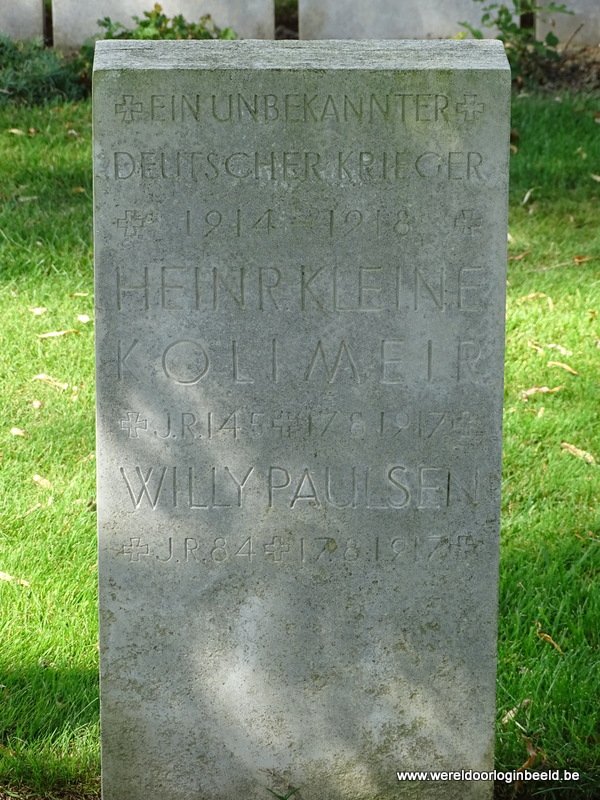 ✠ EIN UNBEKANNTER ✠
DEUTSCHER KRIEGER
✠ 1914 - 1918 ✠
HEINR.KLEINE
KOLLMEIR
✠ J.R.145 ✠ 17.8.1917 ✠
WILLY PAULSEN
✠ J.R.84 ✠ 17.8.1917 ✠
www.wereldoorloginbeeld.be